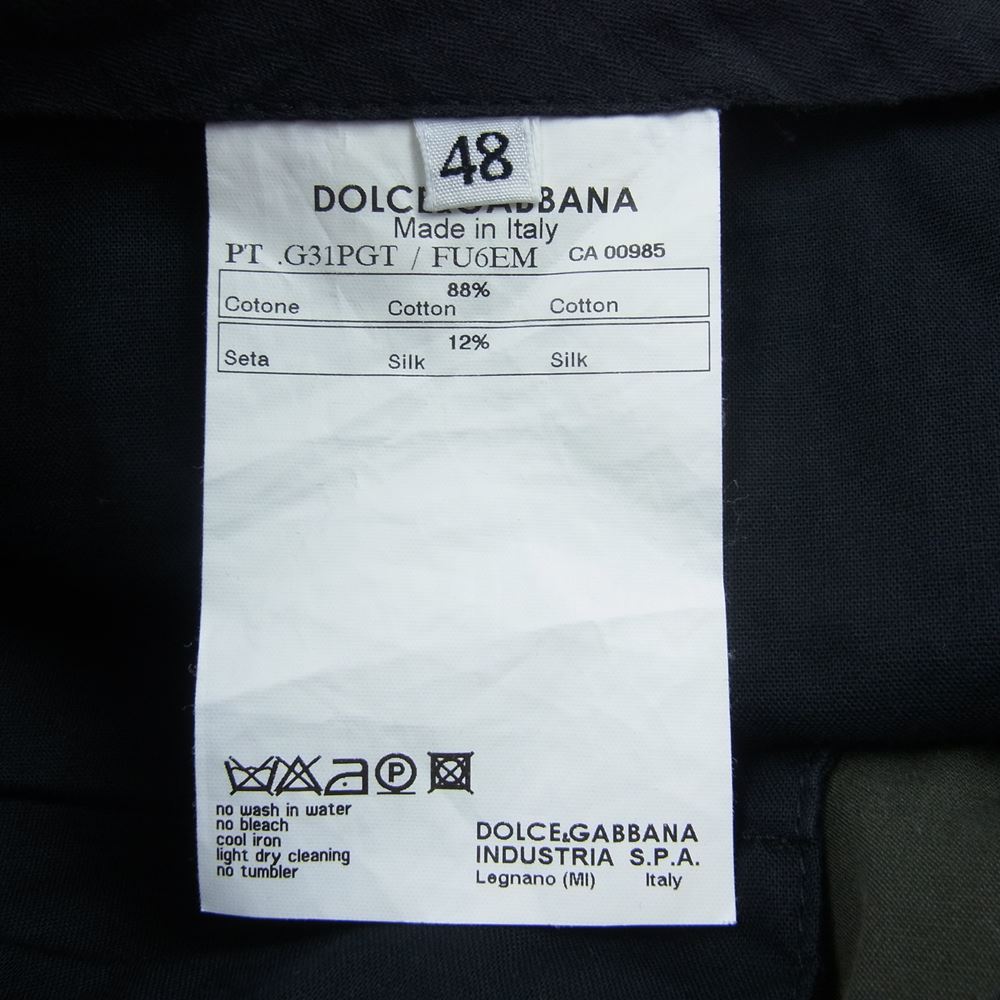 48
DOLCE&GABBANA
Made in Italy
PT .G31PGT / FU6EM CA 00985
88%
Cotone Cotton Cotton
12%
Seta Silk Silk
P
no wash in water
no bleach
cool iron
light dry cleaning
no tumbler
DOLCE&GABBANA
INDUSTRIA S.P.A.
Legnano (MI) Italy